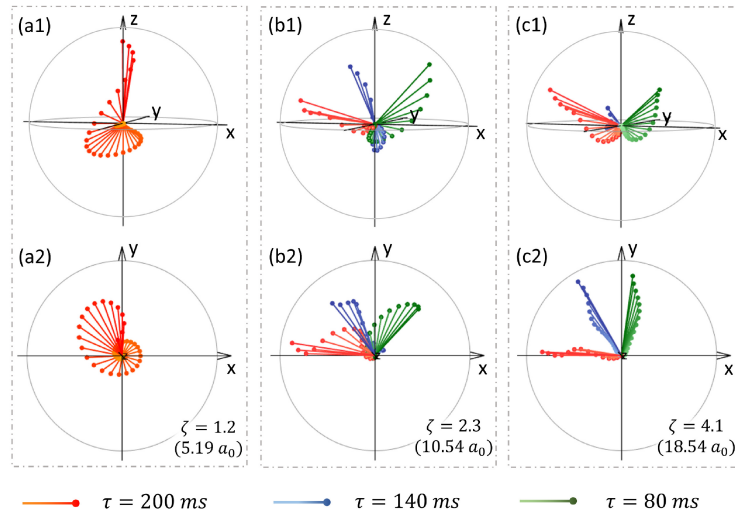 (a1)
z
y
x
(b1)
z
y
x
(c1)
z
y
x
(a2)
y
x
ζ = 1.2
(5.19 a₀)
(b2)
y
x
ζ = 2.3
(10.54 a₀)
(c2)
y
x
z
ζ = 4.1
(18.54 a₀)
τ = 200 ms
τ = 140 ms
τ = 80 ms